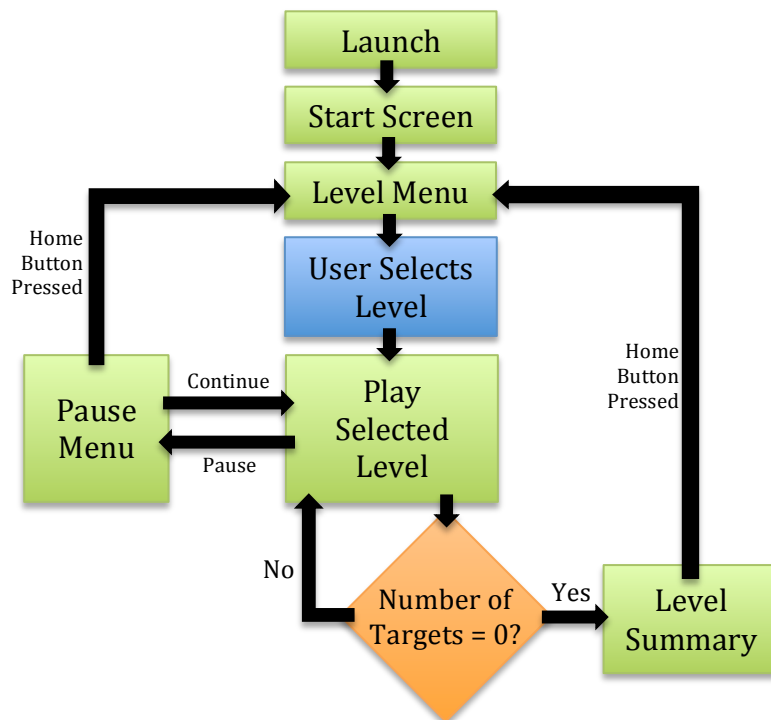 Launch
Start Screen
Level Menu
Home
Button
Pressed
User Selects
Level
Home
Button
Pressed
Pause
Menu
Continue
Pause
Play
Selected
Level
No
Number of
Targets = 0?
Yes
Level
Summary